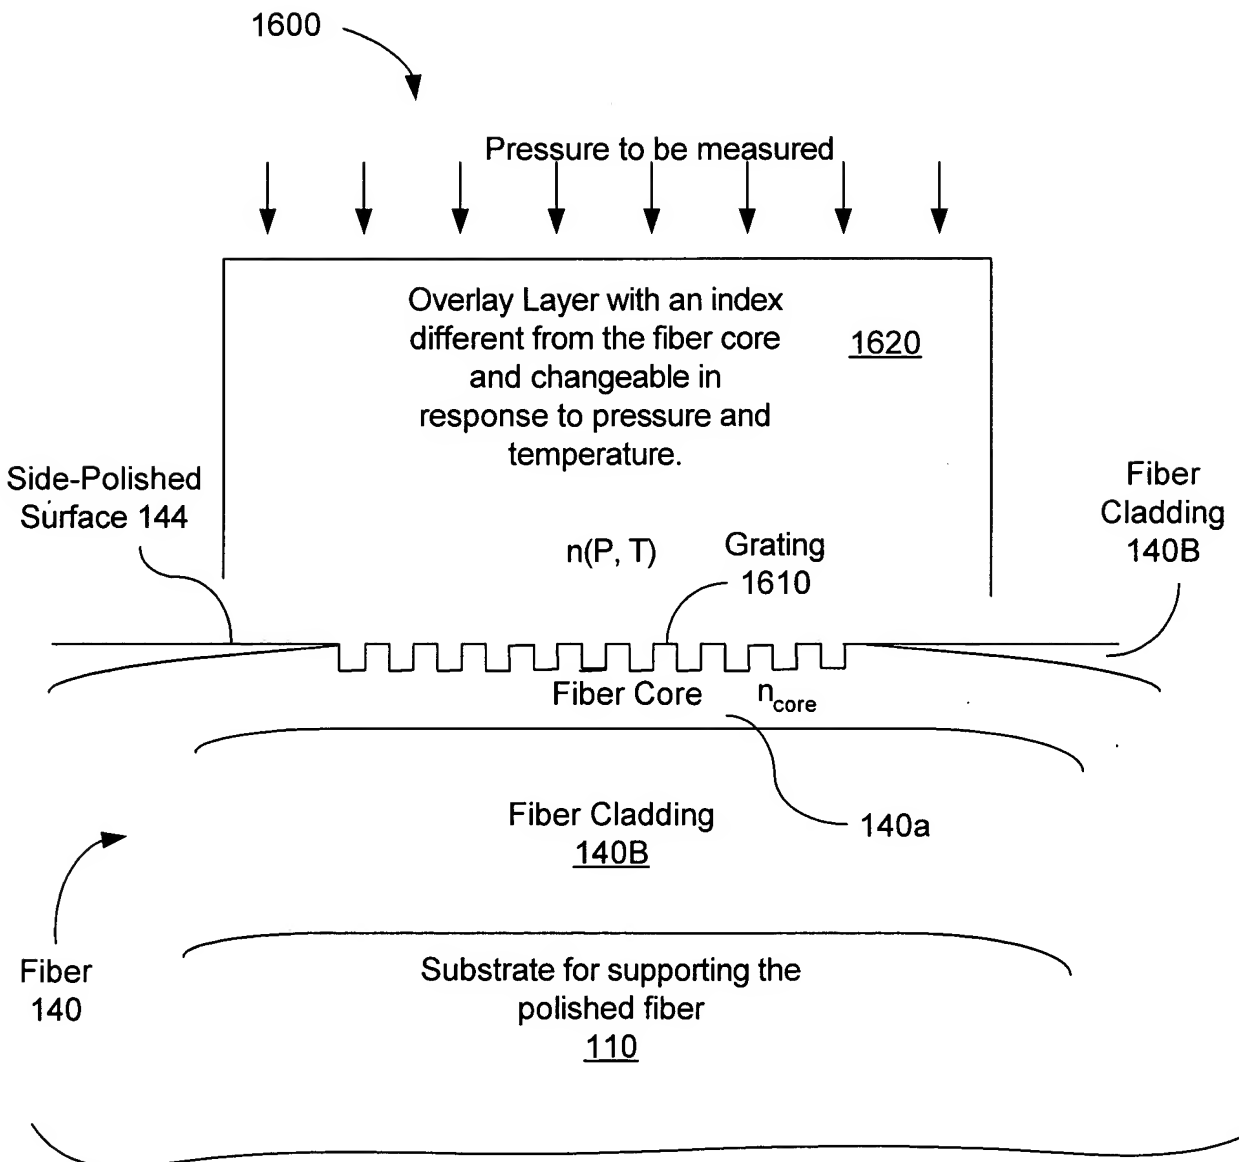 1600
Pressure to be measured
Overlay Layer with an index
different from the fiber core
and changeable in
response to pressure and
temperature.
1620
Side-Polished
Surface 144
n(P, T)
Grating
1610
Fiber
Cladding
140B
Fiber Core
n_core
Fiber Cladding
140B
140a
Fiber
140
Substrate for supporting the
polished fiber
110